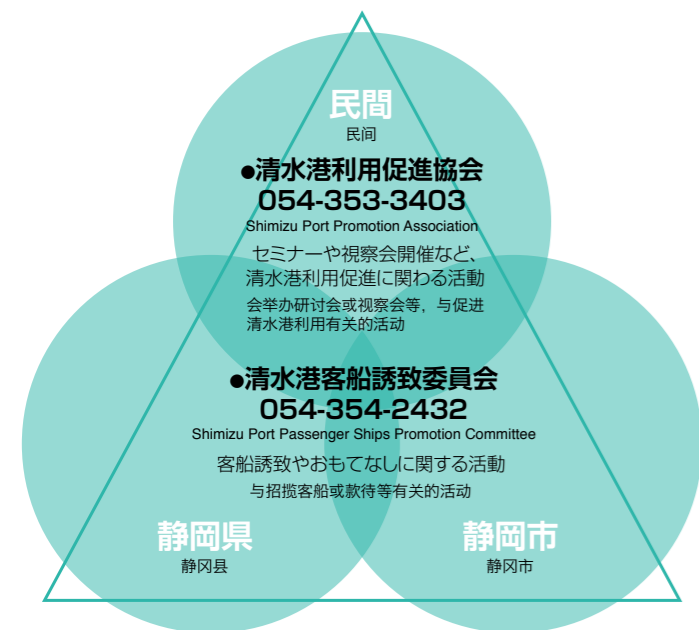 民間
民间
●清水港利用促進協会
054-353-3403
Shimizu Port Promotion Association
セミナーや視察会開催など、
清水港利用促進に関わる活動
会举办研讨会或视察会等，与促进
清水港利用有关的活动
●清水港客船誘致委員会
054-354-2432
Shimizu Port Passenger Ships Promotion Committee
客船誘致やおもてなしに関する活動
与招揽客船或款待等有关的活动
静岡県
静冈县
静岡市
静冈市